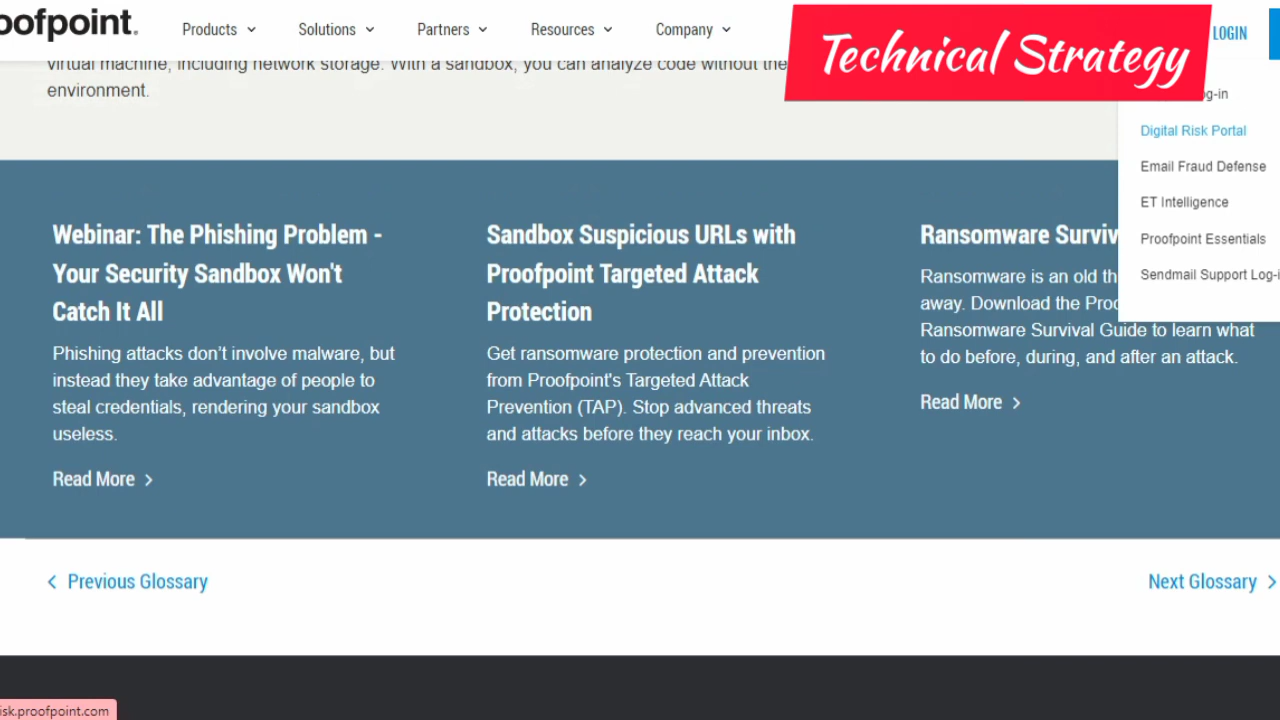 oofpoint.
Products
Solutions
Partners
Resources
Company
LOGIN
Technical Strategy
virtual machine, including network storage. With a sandbox, you can analyze code without the
environment.
g-in
Digital Risk Portal
Email Fraud Defense
ET Intelligence
Proofpoint Essentials
Sendmail Support Log-i
Webinar: The Phishing Problem -
Your Security Sandbox Won't
Catch It All
Phishing attacks don’t involve malware, but
instead they take advantage of people to
steal credentials, rendering your sandbox
useless.
Read More
Sandbox Suspicious URLs with
Proofpoint Targeted Attack
Protection
Get ransomware protection and prevention
from Proofpoint's Targeted Attack
Prevention (TAP). Stop advanced threats
and attacks before they reach your inbox.
Read More
Ransomware Surviv
Ransomware is an old th
away. Download the Proo
Ransomware Survival Guide to learn what
to do before, during, and after an attack.
Read More
Previous Glossary
Next Glossary
isk.proofpoint.com